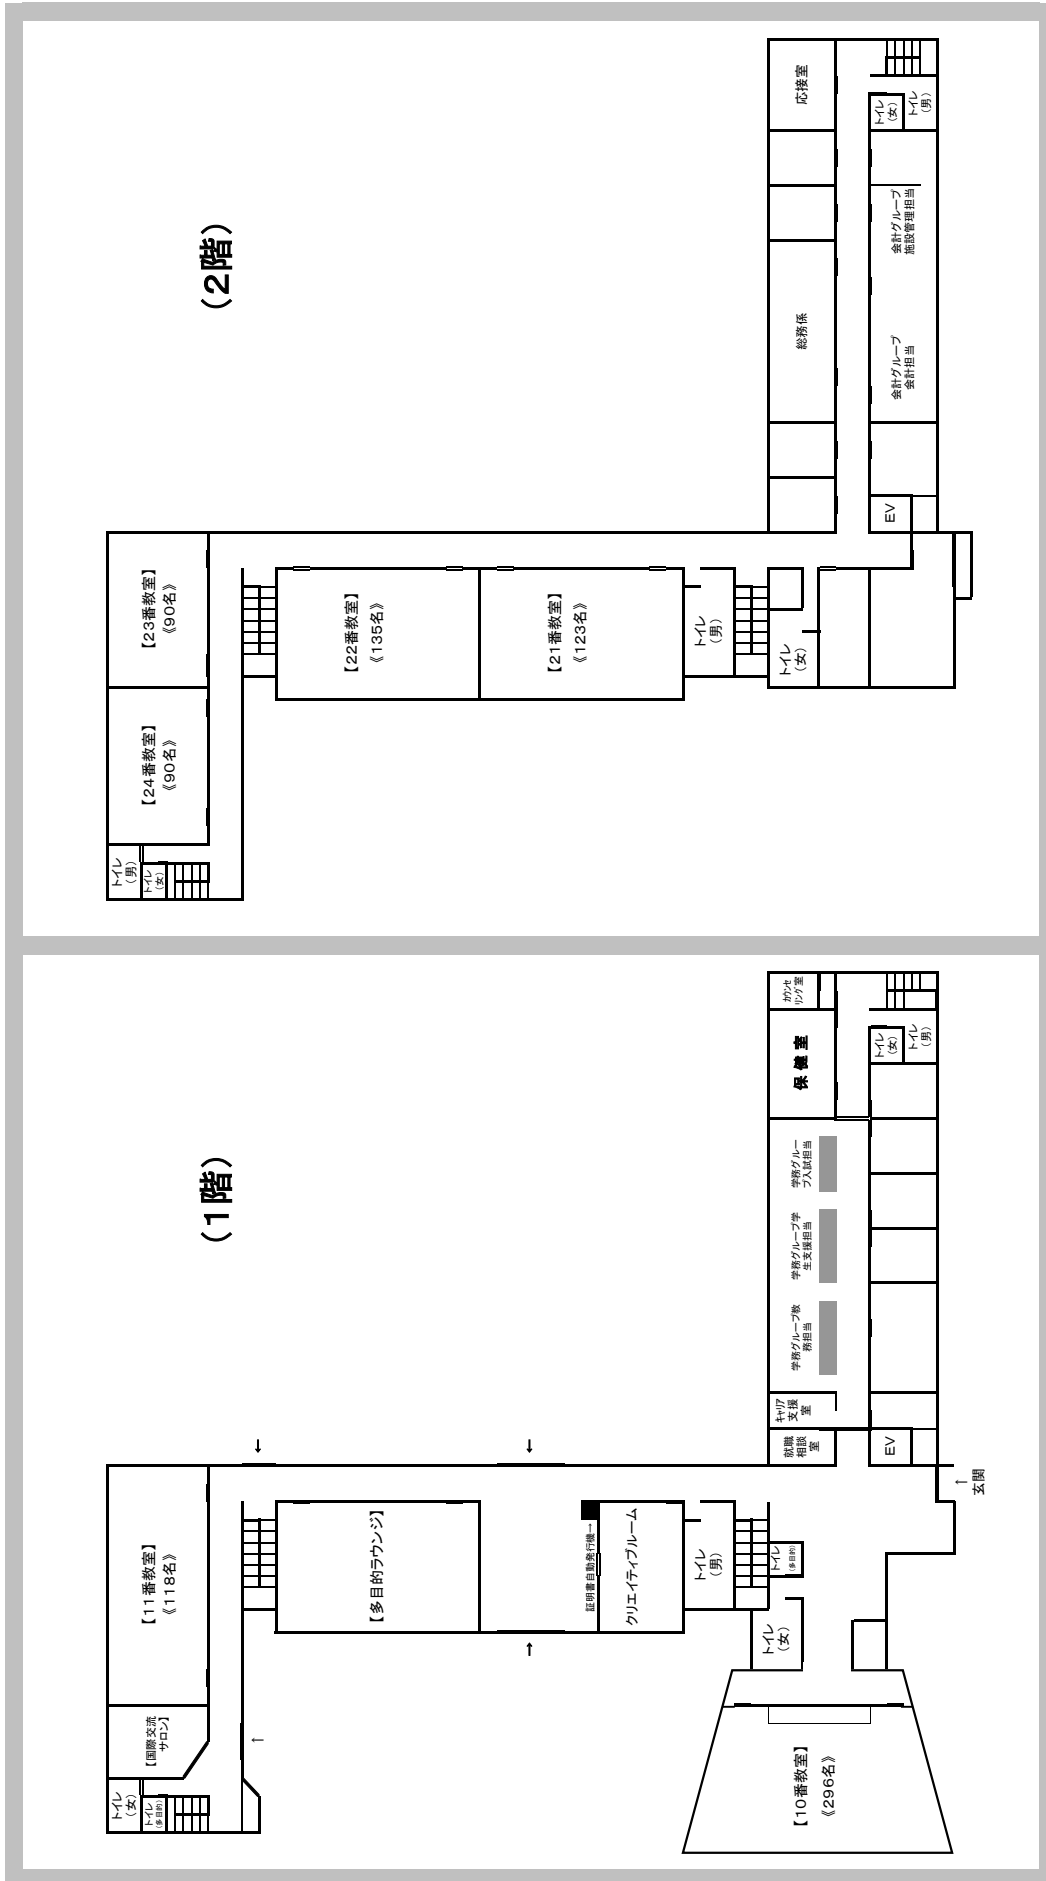 （2階）
応接室
トイレ
（女）
トイレ
（男）
会計グループ
施設管理担当
総務係
会計グループ
会計担当
EV
【23番教室】
《90名》
【22番教室】
《135名》
【21番教室】
《123名》
トイレ
（男）
トイレ
（女）
【24番教室】
《90名》
トイレ
（男）
トイレ
（女）
（1階）
カウンセ
リング室
保健室
トイレ
（女）
トイレ
（男）
学務グルー
プ入試担当
学務グループ学
生支援担当
学務グループ教
務担当
キャリア
支援
室
就職
相談
室
EV
↑
玄関
←
←
【11番教室】
《118名》
【多目的ラウンジ】
証明書自動発行機→
クリエイティブルーム
トイレ
（男）
トイレ
（多目的）
トイレ
（女）
→
↑
【国際交流
サロン】
トイレ
（女）
トイレ
（多目的）
【10番教室】
《296名》